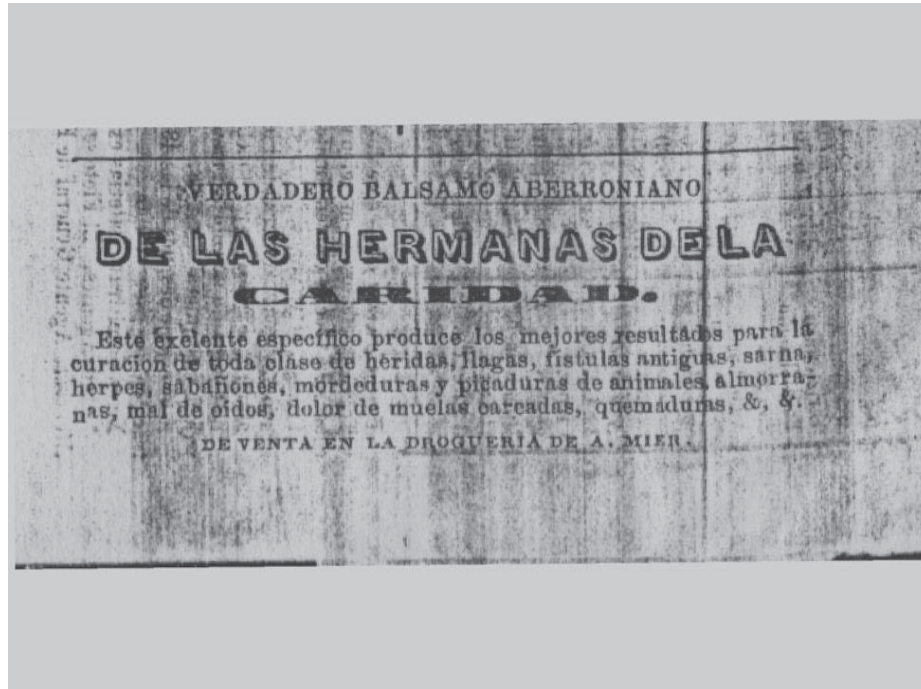 VERDADERO BALSAMO ABERRONIANO
DE LAS HERMANAS DE LA
CARIDAD.
Este exelente específico produce los mejores resultados para la
curacion de toda clase de heridas, llagas, fistulas antiguas, sarna,
herpes, sabañones, mordeduras y picaduras de animales, almorra-
nas, mal de oidos, dolor de muelas careadas, quemaduras, &, &.
DE VENTA EN LA DROGUERIA DE A. MIER.